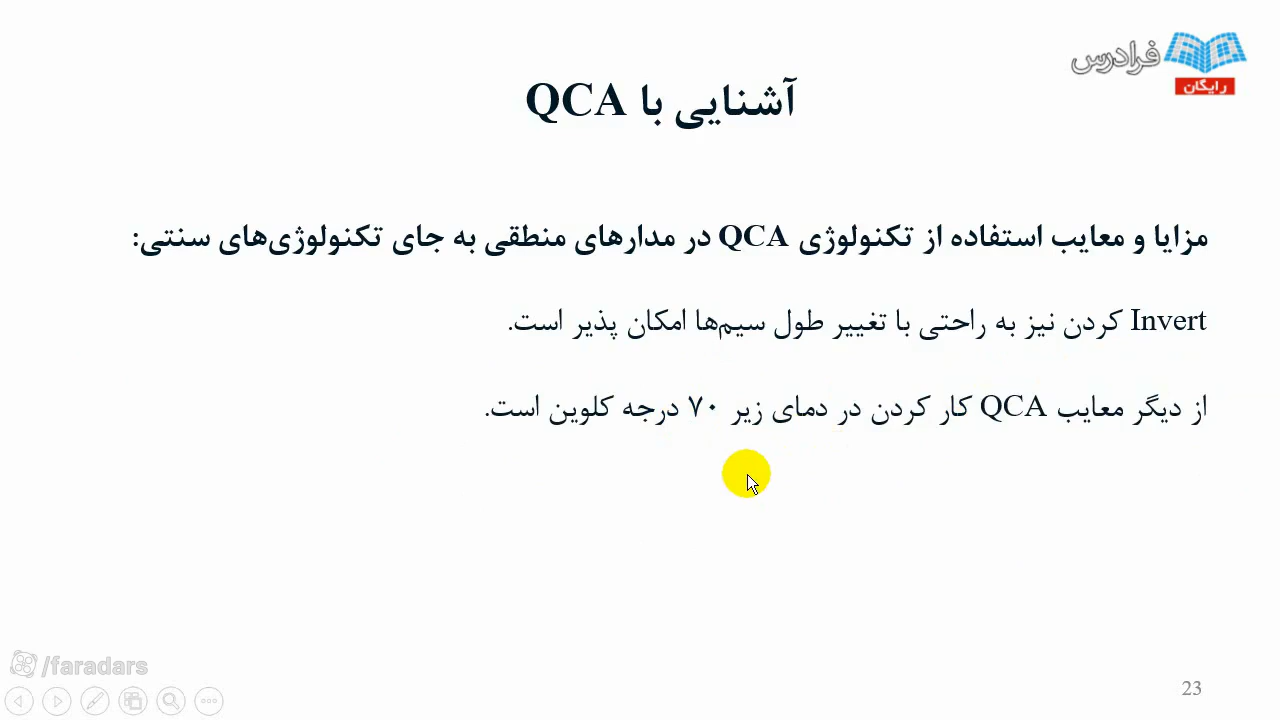 فرادرس
رایگان
آشنایی با QCA
مزایا و معایب استفاده از تکنولوژی QCA در مدارهای منطقی به جای تکنولوژی‌های سنتی:
Invert کردن نیز به راحتی با تغییر طول سیم‌ها امکان پذیر است.
از دیگر معایب QCA کار کردن در دمای زیر ۷۰ درجه کلوین است.
/faradars
23